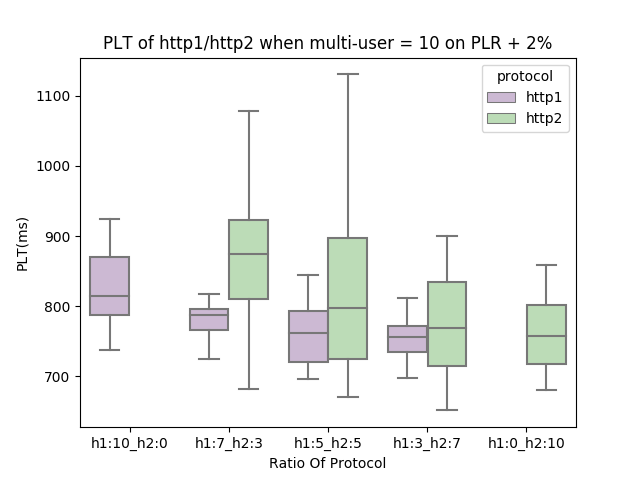 PLT of http1/http2 when multi-user = 10 on PLR + 2%
protocol
http1
http2
1100
1000
900
800
700
PLT(ms)
h1:10_h2:0 h1:7_h2:3 h1:5_h2:5 h1:3_h2:7 h1:0_h2:10
Ratio Of Protocol